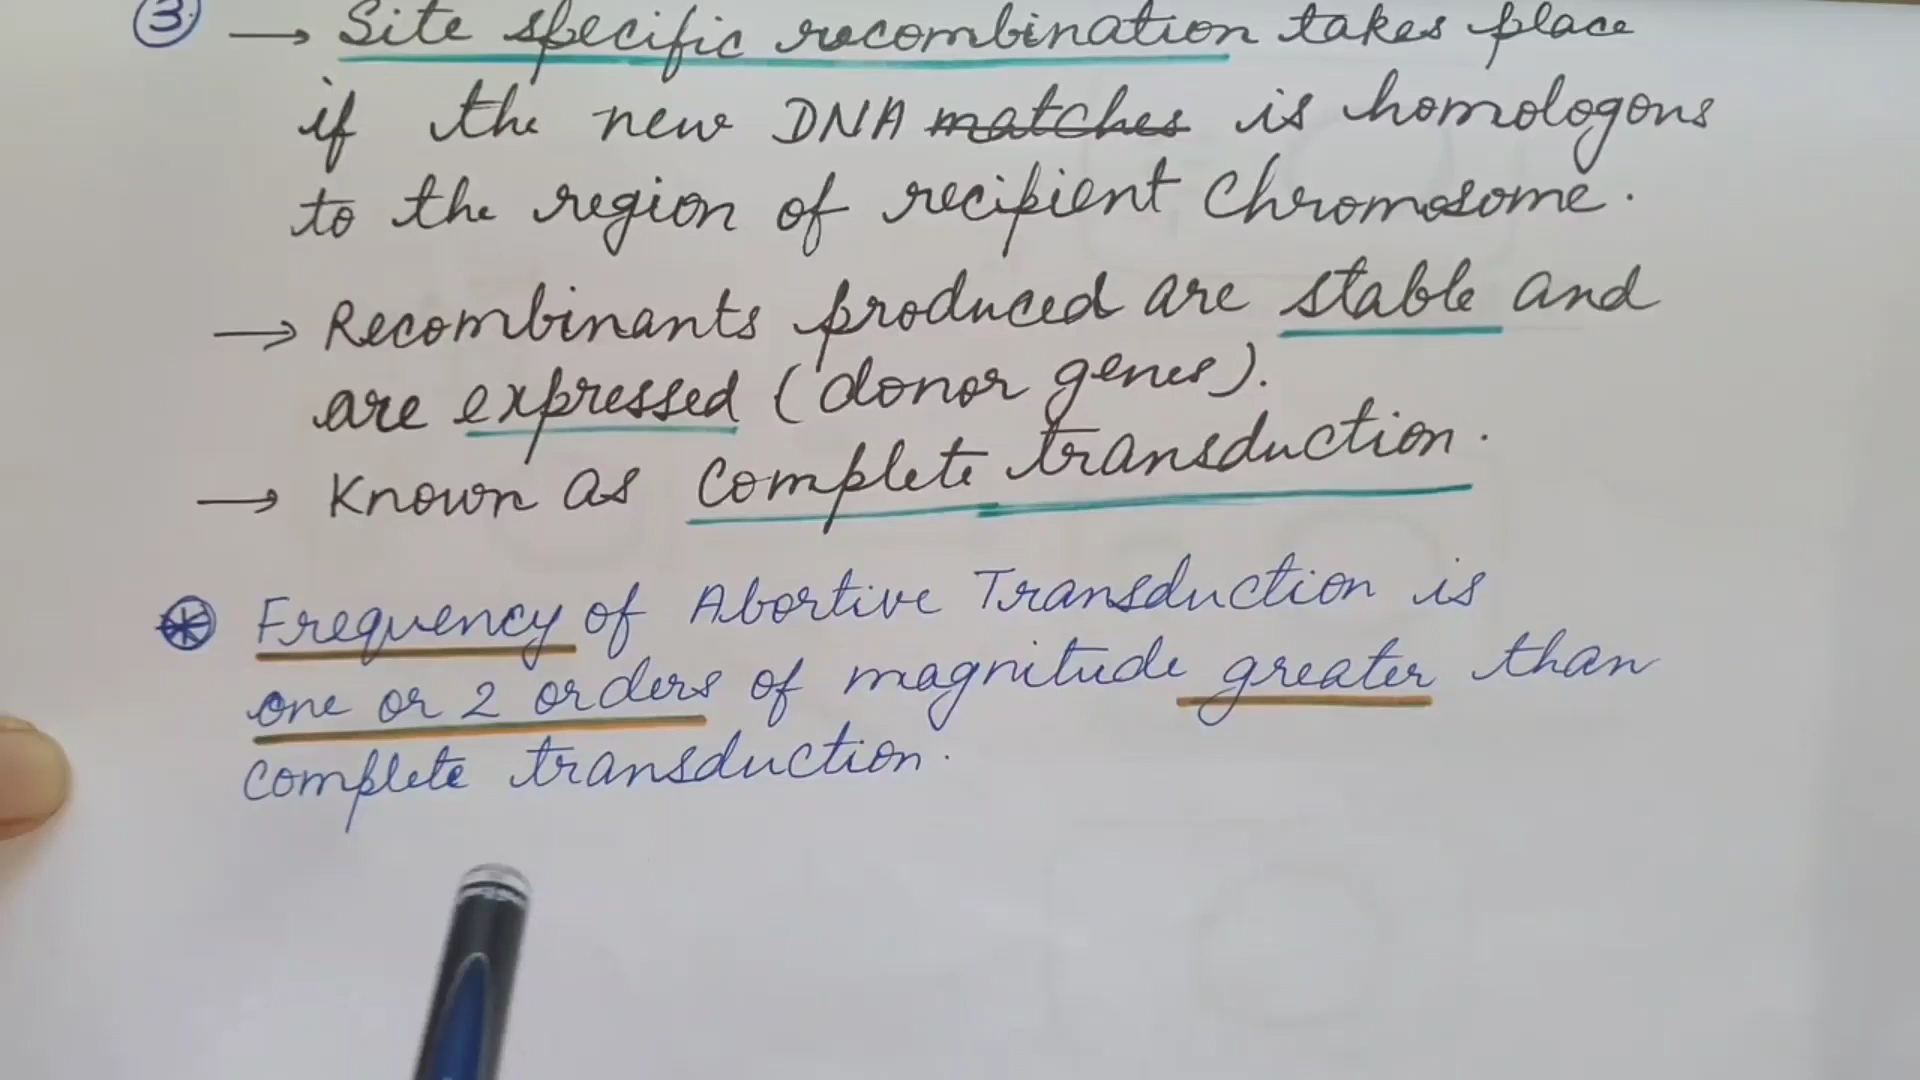 ③ → Site specific recombination takes place
if the new DNA matches is homologous
to the region of recipient Chromosome.
→ Recombinants produced are stable and
are expressed (donor genes).
→ Known as Complete transduction.
⊛ Frequency of Abortive Transduction is
one or 2 orders of magnitude greater than
Complete transduction.